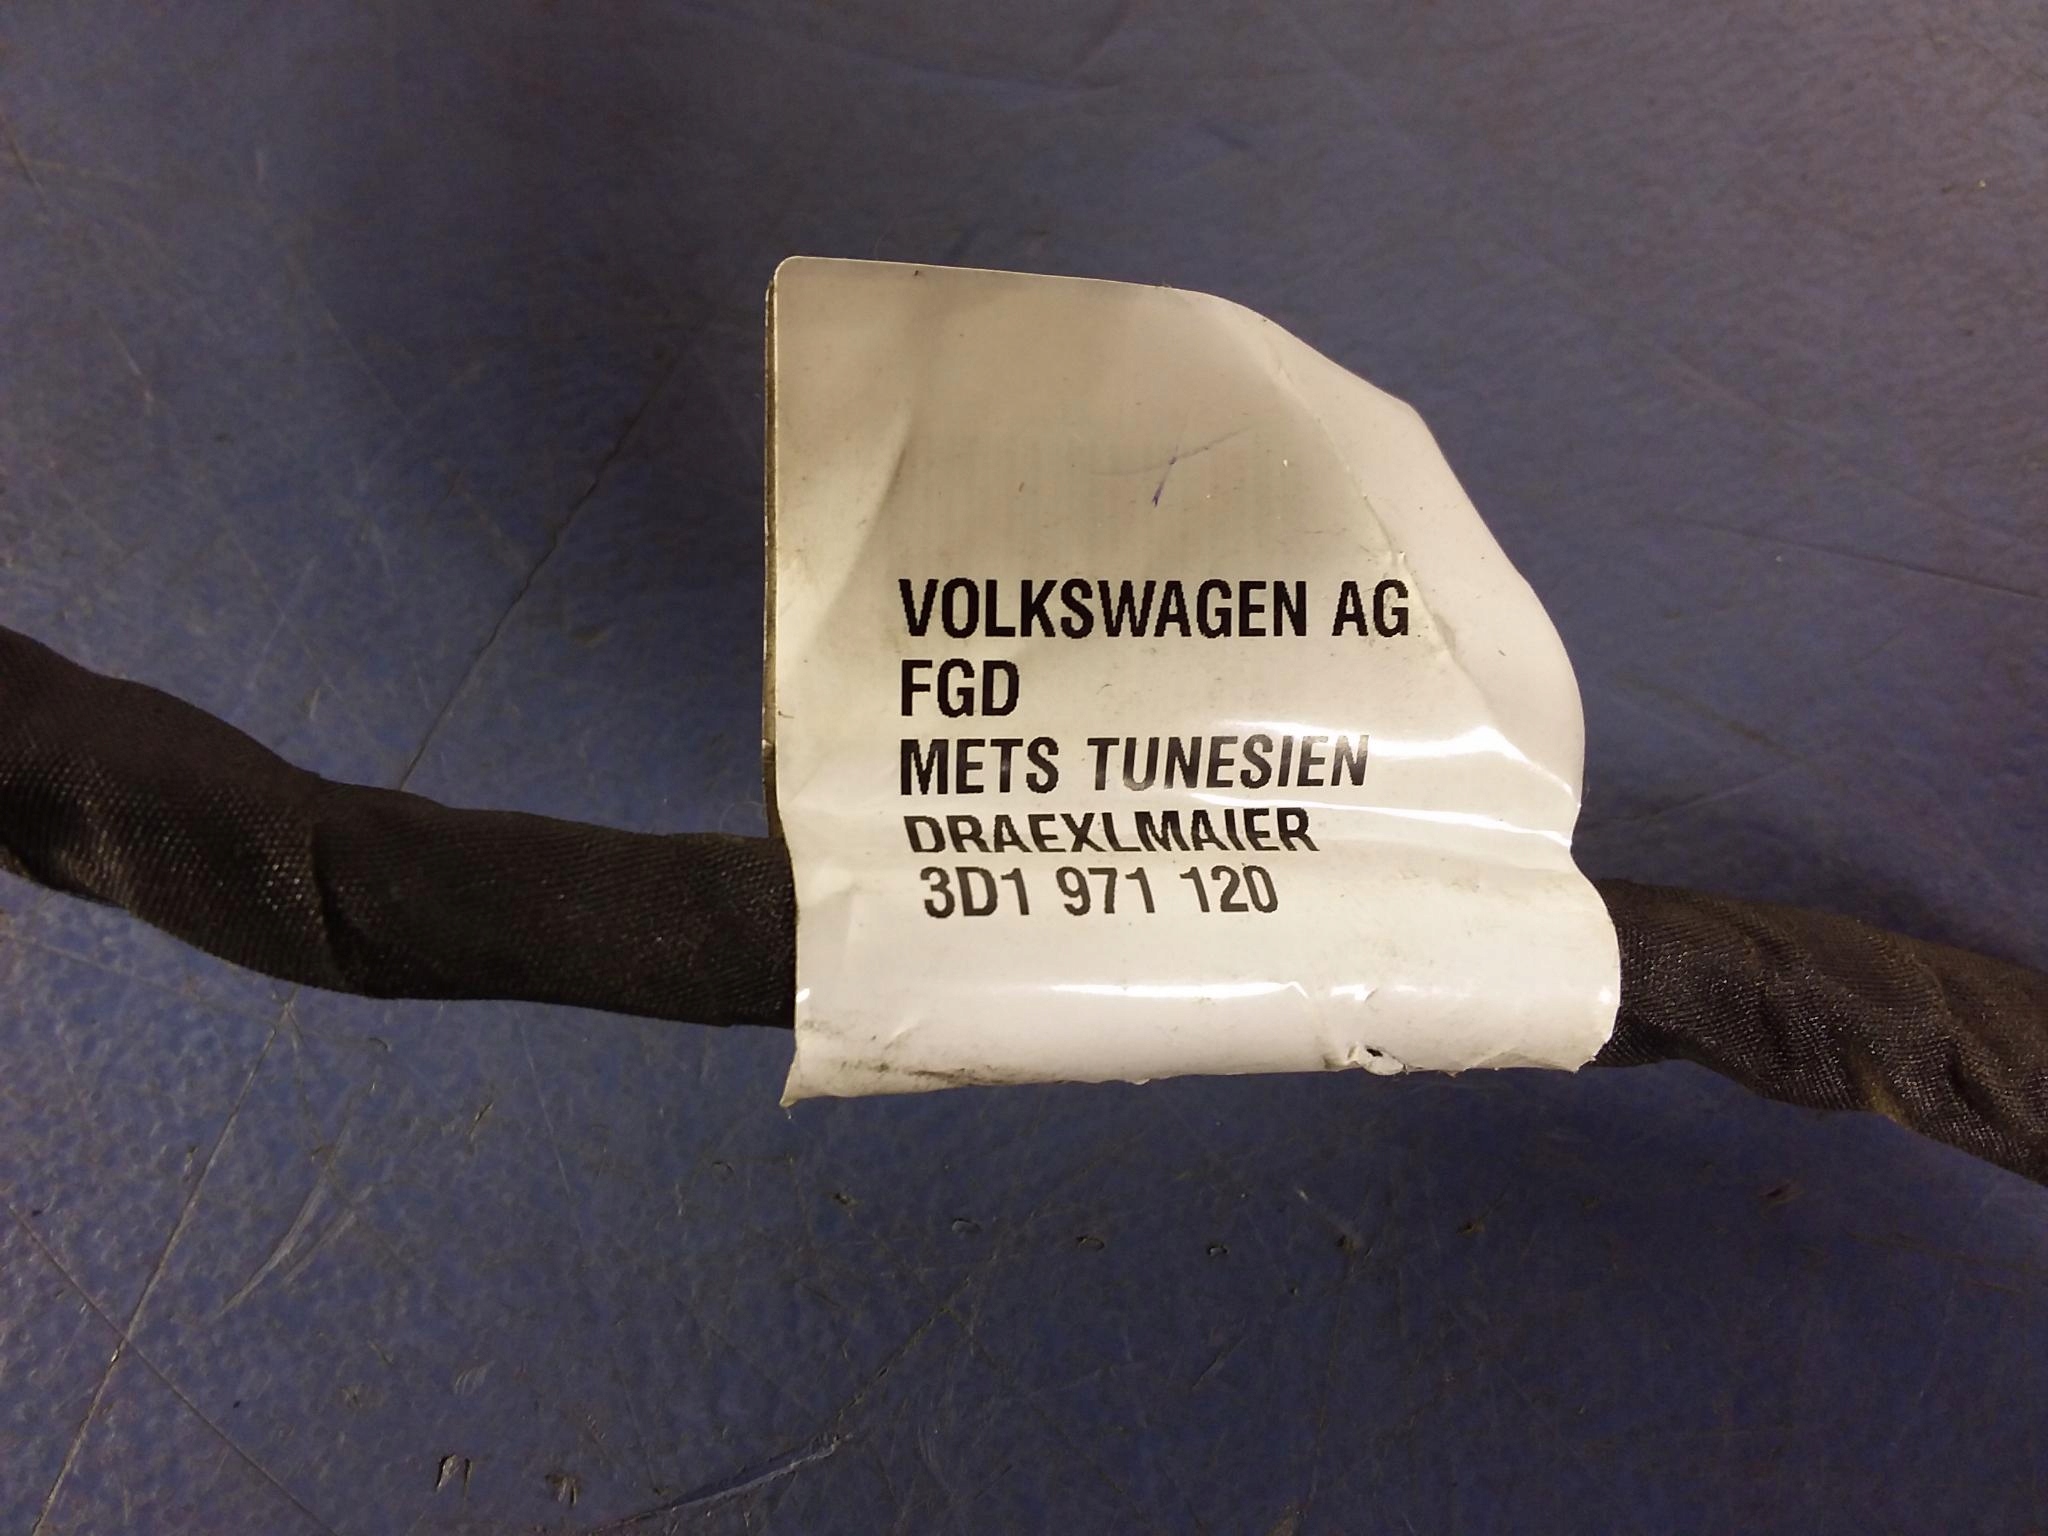 VOLKSWAGEN AG
FGD
METS TUNESIEN
DRAEXLMAIER
3D1 971 120